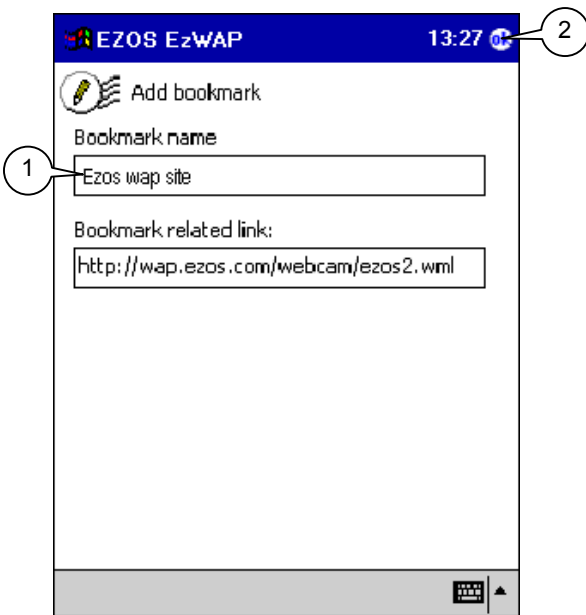 2
EZOS EzWAP 13:27 ok
Add bookmark
Bookmark name
1
Ezos wap site
Bookmark related link:
http://wap.ezos.com/webcam/ezos2.wml